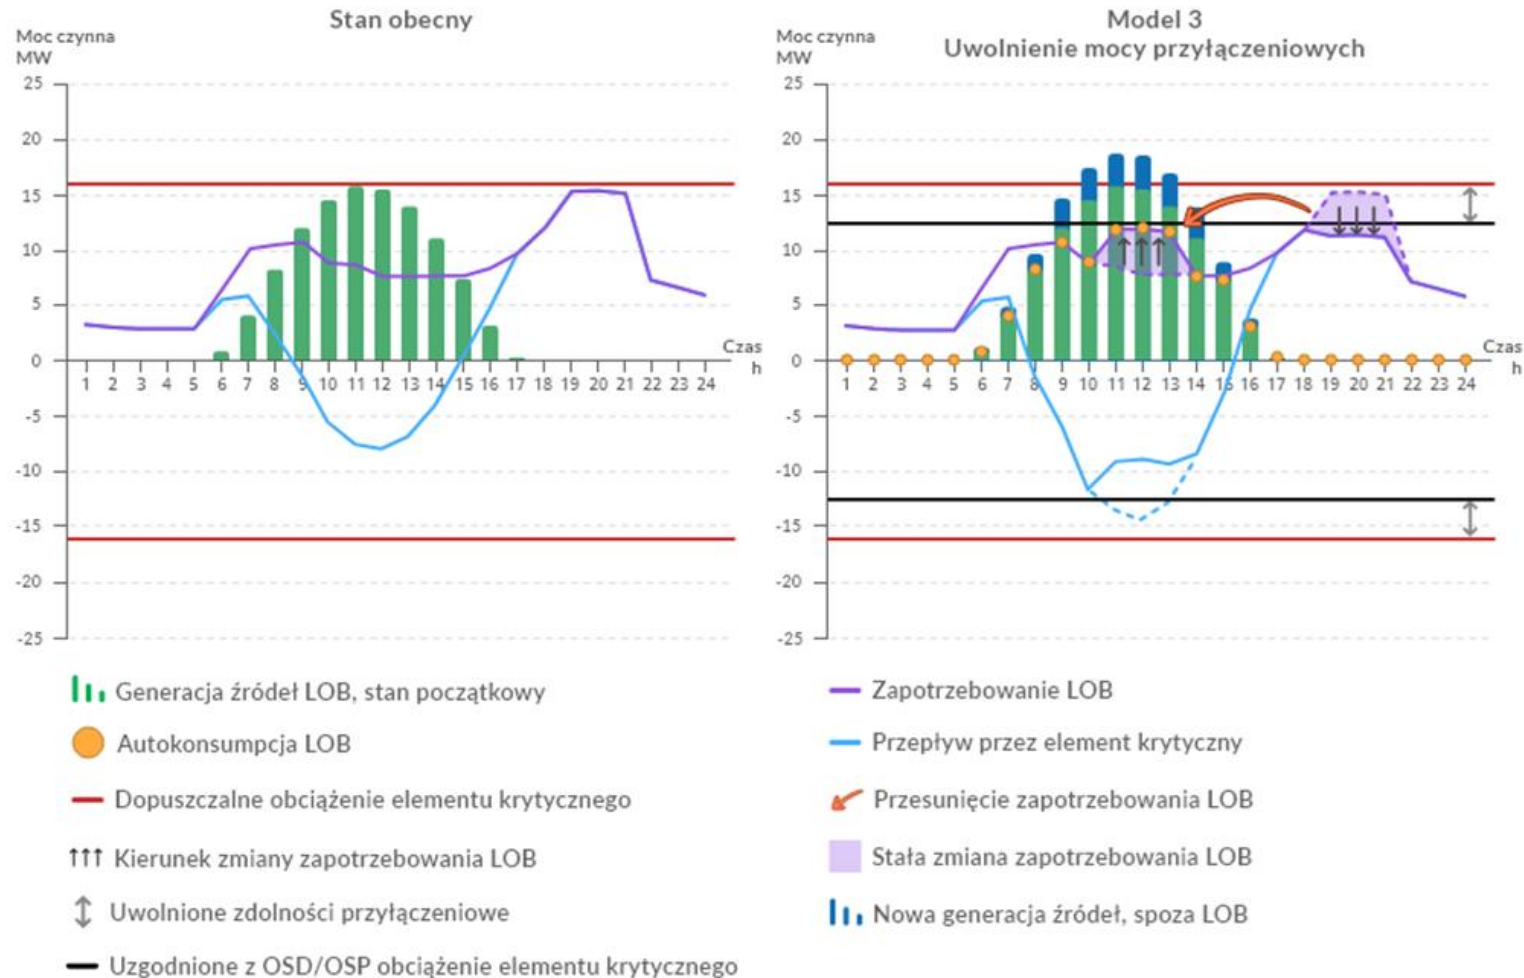 Stan obecny
Moc czynna
MW
25
20
15
10
5
0
-5
-10
-15
-20
-25
1 2 3 4 5 6 7 8 9 10 11 12 13 14 15 16 17 18 19 20 21 22 23 24
Czas
h
Model 3
Uwolnienie mocy przyłączeniowych
Moc czynna
MW
25
20
15
10
5
0
-5
-10
-15
-20
-25
1 2 3 4 5 6 7 8 9 10 11 12 13 14 15 16 17 18 19 20 21 22 23 24
Czas
h
Generacja źródeł LOB, stan początkowy
Autokonsumpcja LOB
Dopuszczalne obciążenie elementu krytycznego
Kierunek zmiany zapotrzebowania LOB
Uwolnione zdolności przyłączeniowe
Uzgodnione z OSD/OSP obciążenie elementu krytycznego
Zapotrzebowanie LOB
Przepływ przez element krytyczny
Przesunięcie zapotrzebowania LOB
Stała zmiana zapotrzebowania LOB
Nowa generacja źródeł, spoza LOB